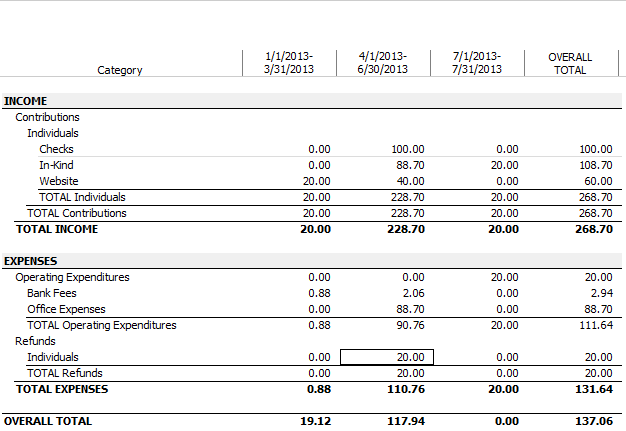 Category 1/1/2013- 3/31/2013 4/1/2013- 6/30/2013 7/1/2013- 7/31/2013 OVERALL TOTAL
INCOME
Contributions
Individuals
Checks 0.00 100.00 0.00 100.00
In-Kind 0.00 88.70 20.00 108.70
Website 20.00 40.00 0.00 60.00
TOTAL Individuals 20.00 228.70 20.00 268.70
TOTAL Contributions 20.00 228.70 20.00 268.70
TOTAL INCOME 20.00 228.70 20.00 268.70
EXPENSES
Operating Expenditures 0.00 0.00 20.00 20.00
Bank Fees 0.88 2.06 0.00 2.94
Office Expenses 0.00 88.70 0.00 88.70
TOTAL Operating Expenditures 0.88 90.76 20.00 111.64
Refunds
Individuals 0.00 20.00 0.00 20.00
TOTAL Refunds 0.00 20.00 0.00 20.00
TOTAL EXPENSES 0.88 110.76 20.00 131.64
OVERALL TOTAL 19.12 117.94 0.00 137.06